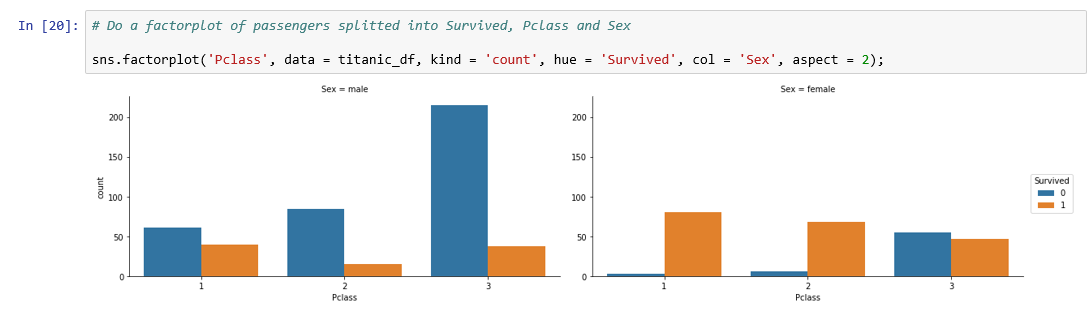 In [20]: # Do a factorplot of passengers splitted into Survived, Pclass and Sex
sns.factorplot('Pclass', data = titanic_df, kind = 'count', hue = 'Survived', col = 'Sex', aspect = 2);
Sex = male
200
150
100
50
0
count
1 2 3
Pclass
Sex = female
200
150
100
50
0
1 2 3
Pclass
Survived
0
1